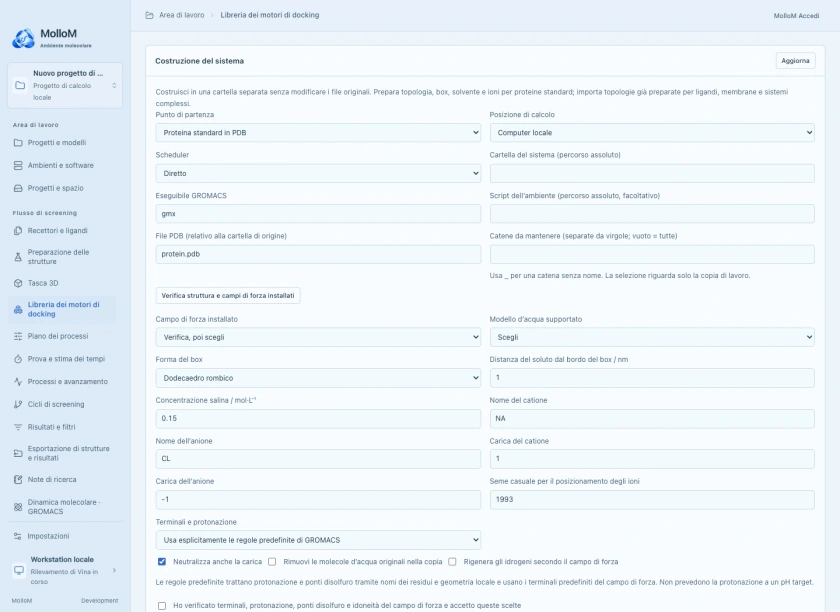 MolloM
Ambiente molecolare
Nuovo progetto di ...
Progetto di calcolo
locale
Area di lavoro
Progetti e modelli
Ambienti e software
Progetti e spazio
Flusso di screening
Recettori e ligandi
Preparazione delle
strutture
Tasca 3D
Libreria dei motori di
docking
Piano dei processi
Prova e stima dei tempi
Processi e avanzamento
Cicli di screening
Risultati e filtri
Esportazione di strutture
e risultati
Note di ricerca
Dinamica molecolare ·
GROMACS
Impostazioni
Workstation locale
Rilevamento di Vina in
corso
MolloM Development
Area di lavoro › Libreria dei motori di docking
MolloM Accedi
Costruzione del sistema
Aggiorna
Costruisci in una cartella separata senza modificare i file originali. Prepara topologia, box, solvente e ioni per proteine standard; importa topologie già preparate per ligandi, membrane e sistemi
complessi.
Punto di partenza
Proteina standard in PDB
Posizione di calcolo
Computer locale
Scheduler
Diretto
Cartella del sistema (percorso assoluto)
Eseguibile GROMACS
gmx
Script dell'ambiente (percorso assoluto, facoltativo)
File PDB (relativo alla cartella di origine)
protein.pdb
Catene da mantenere (separate da virgole; vuoto = tutte)
Usa _ per una catena senza nome. La selezione riguarda solo la copia di lavoro.
Verifica struttura e campi di forza installati
Campo di forza installato
Verifica, poi scegli
Modello d'acqua supportato
Scegli
Forma del box
Dodecaedro rombico
Distanza del soluto dal bordo del box / nm
1
Concentrazione salina / mol·L⁻¹
0.15
Nome del catione
NA
Nome dell'anione
CL
Carica del catione
1
Carica dell'anione
-1
Seme casuale per il posizionamento degli ioni
1993
Terminali e protonazione
Usa esplicitamente le regole predefinite di GROMACS
Neutralizza anche la carica
Rimuovi le molecole d'acqua originali nella copia
Rigenera gli idrogeni secondo il campo di forza
Le regole predefinite trattano protonazione e ponti disolfuro tramite nomi dei residui e geometria locale e usano i terminali predefiniti del campo di forza. Non prevedono la protonazione a un pH target.
Ho verificato terminali, protonazione, ponti disolfuro e idoneità del campo di forza e accetto queste scelte